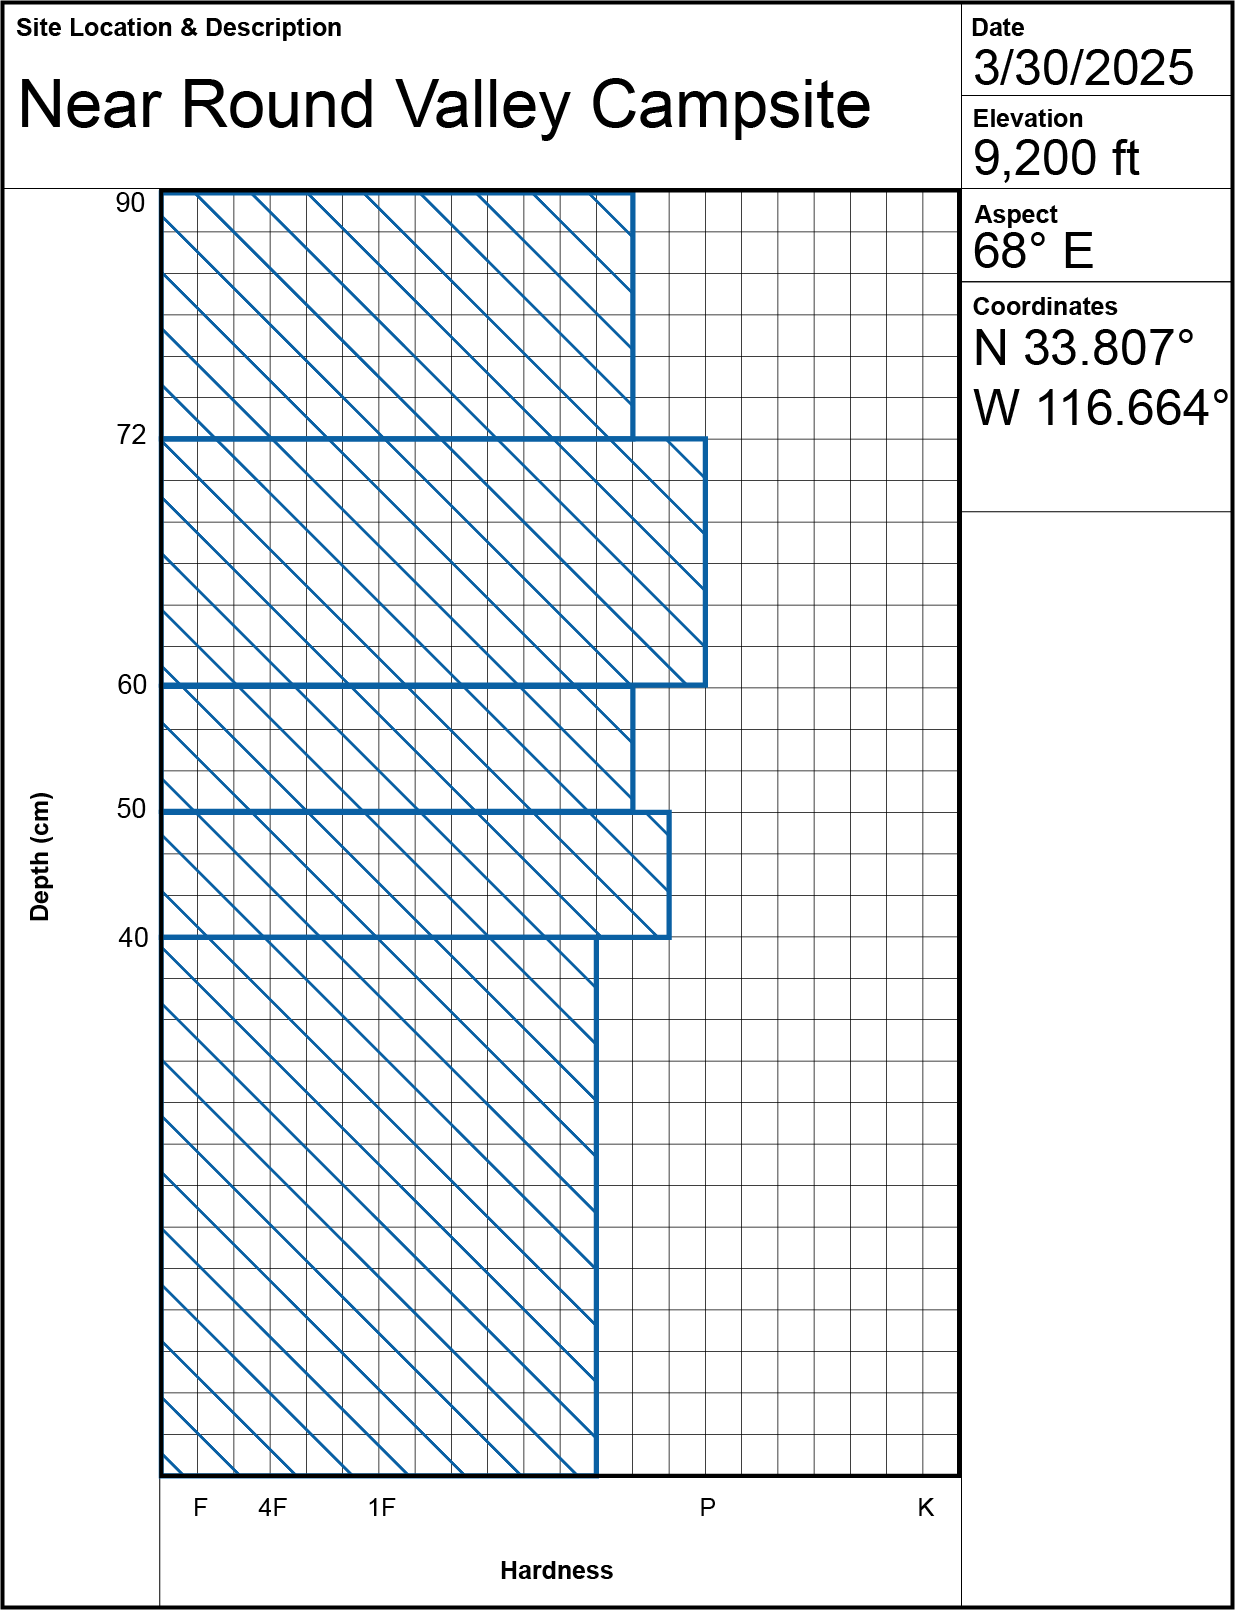 Site Location & Description
Near Round Valley Campsite
Date
3/30/2025
Elevation
9,200 ft
Aspect
68° E
Coordinates
N 33.807°
W 116.664°
90
72
60
50
40
Depth (cm)
F 4F 1F P K
Hardness